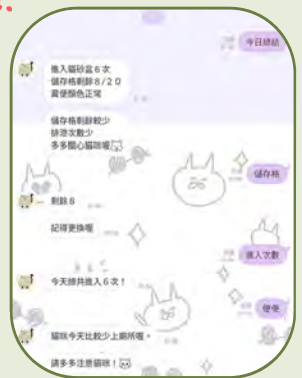 今日總結
進入貓砂盆6次
儲存格剩餘8/20
糞便顏色正常
儲存格剩餘較少
排泄次數少
多多關心貓咪喔
儲存格
剩餘8
記得更換喔
進入次數
今天總共進入6次!
便便
貓咪今天比較少上廁所喔。
請多多注意貓咪!